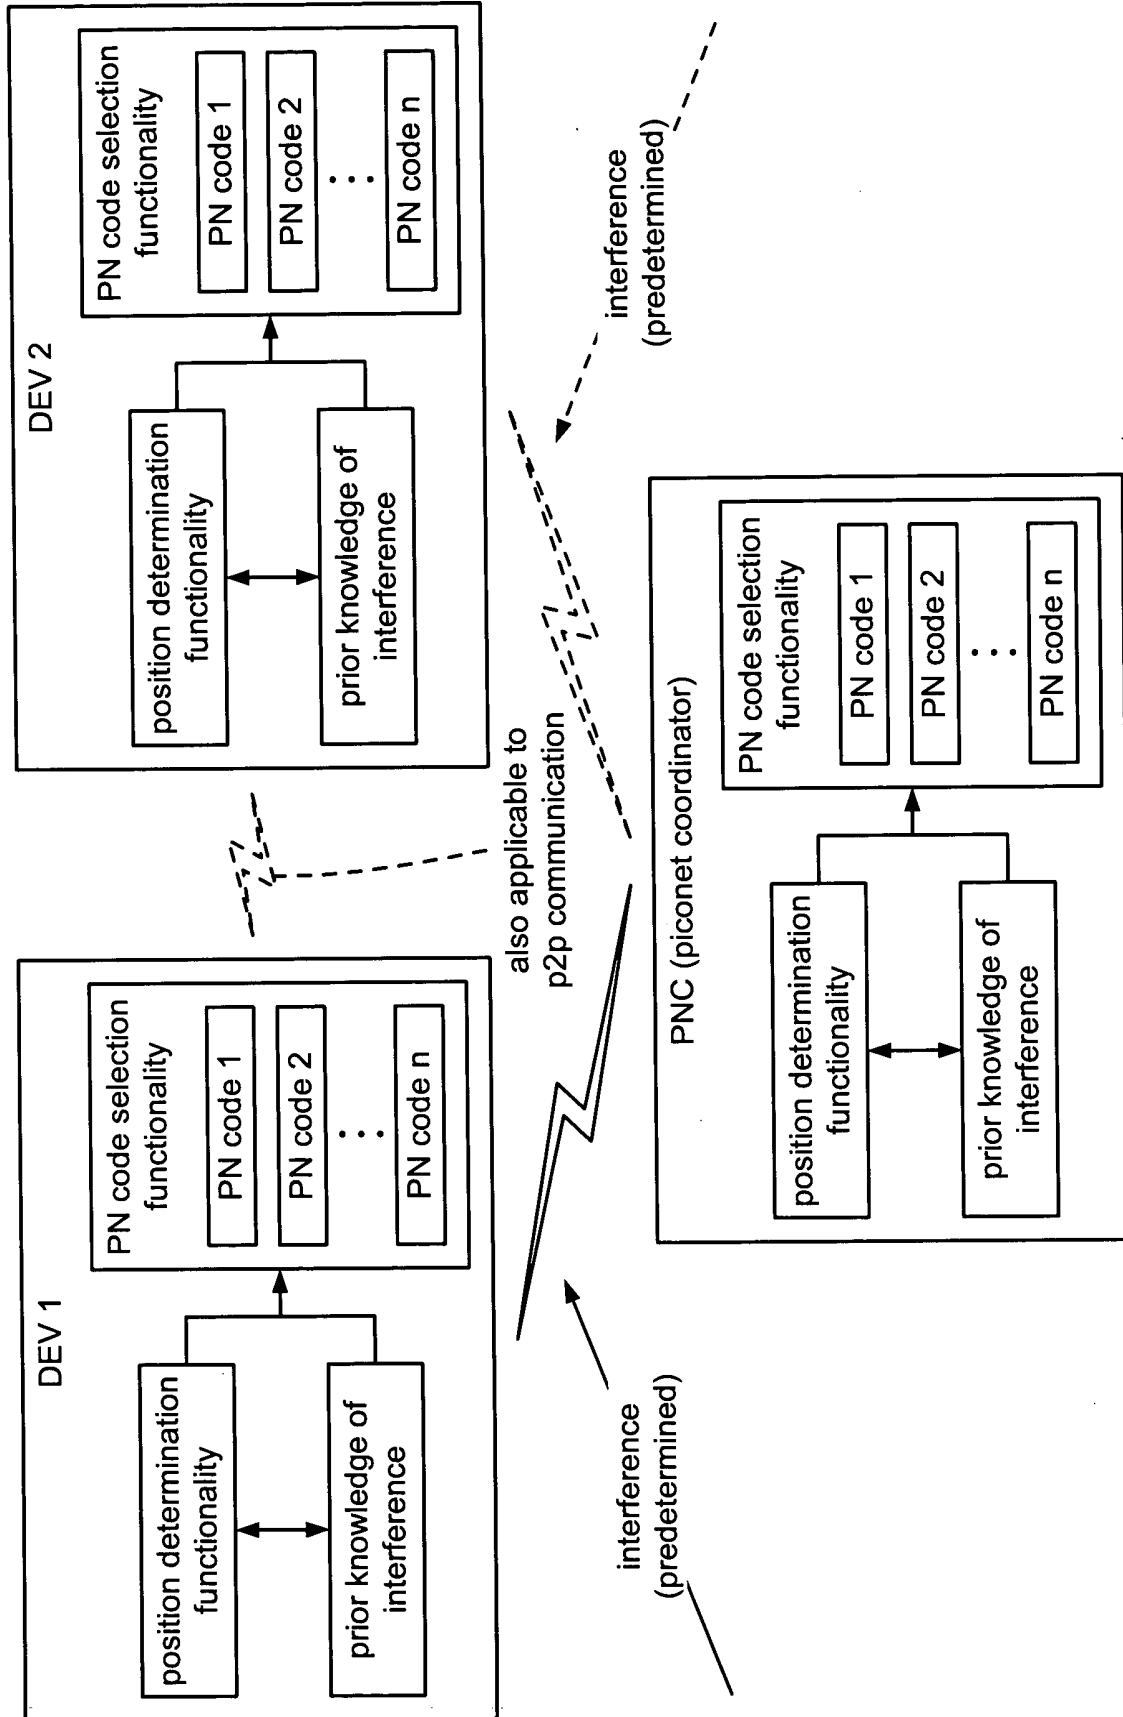 DEV 1
position determination
functionality
prior knowledge of
interference
PN code selection
functionality
PN code 1
PN code 2
...
PN code n
DEV 2
position determination
functionality
prior knowledge of
interference
PN code selection
functionality
PN code 1
PN code 2
...
PN code n
also applicable to
p2p communication
interference
(predetermined)
interference
(predetermined)
PNC (piconet coordinator)
position determination
functionality
prior knowledge of
interference
PN code selection
functionality
PN code 1
PN code 2
...
PN code n